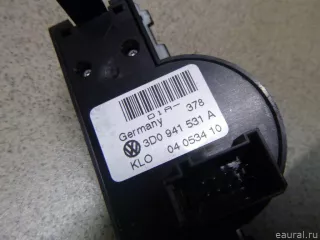 DIA- 378
Germany
3D0 941 531 A
KLO 04 0534 10
eaural.ru